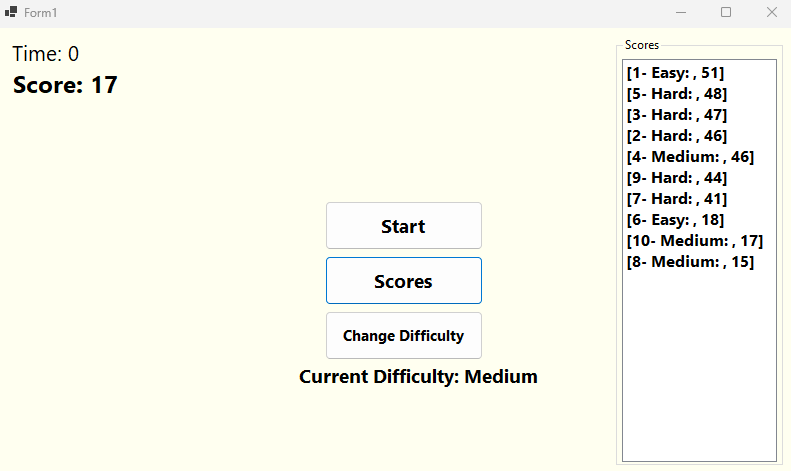 Form1
Time: 0
Score: 17
Start
Scores
Change Difficulty
Current Difficulty: Medium
Scores
[1- Easy: , 51]
[5- Hard: , 48]
[3- Hard: , 47]
[2- Hard: , 46]
[4- Medium: , 46]
[9- Hard: , 44]
[7- Hard: , 41]
[6- Easy: , 18]
[10- Medium: , 17]
[8- Medium: , 15]